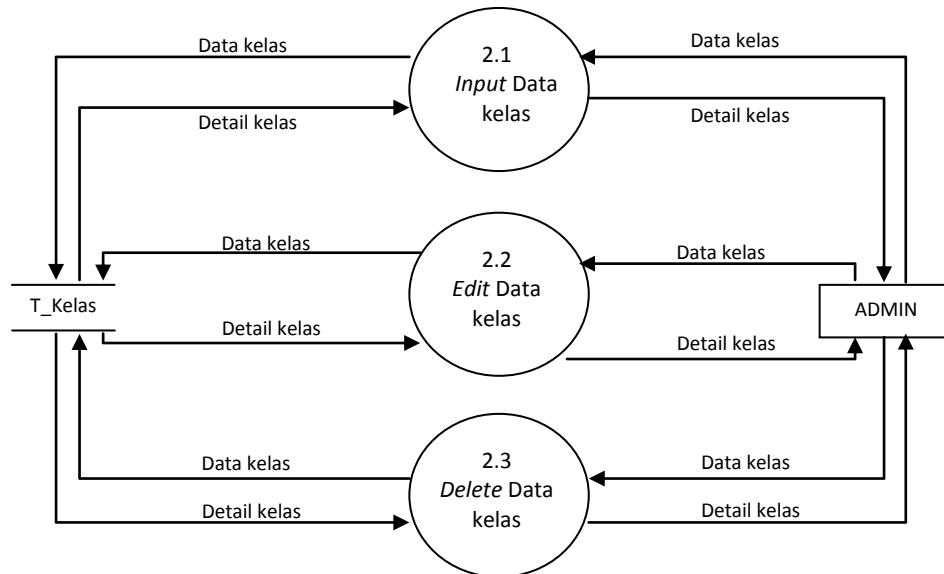 Data kelas
2.1
Data kelas
Input Data
kelas
Detail kelas
Detail kelas
Data kelas
2.2
Data kelas
T_Kelas
Edit Data
kelas
ADMIN
Detail kelas
Detail kelas
Data kelas
2.3
Data kelas
Delete Data
kelas
Detail kelas
Detail kelas